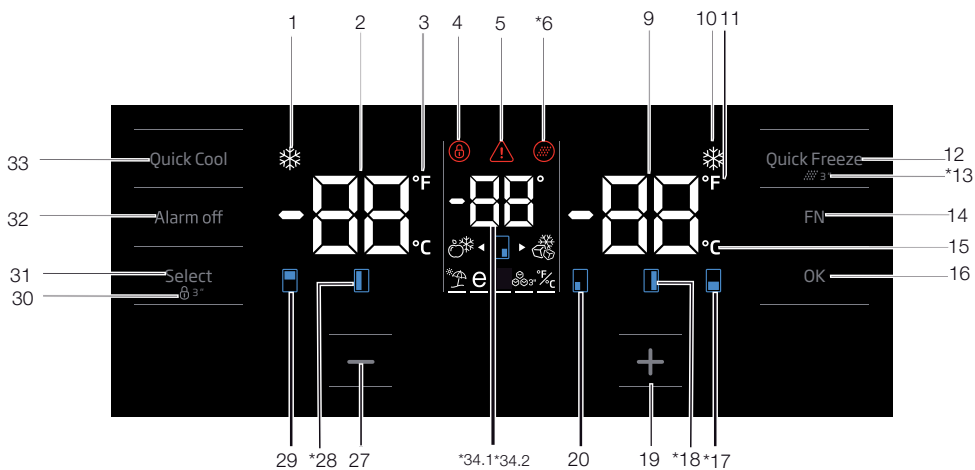 1 2 3 4 5 *6 9 10 11
33 Quick Cool Quick Freeze 12
3" *13
°F °F
-88 -88° -88
32 Alarm off FN 14
°C °C 15
31 Select OK 16
30 3"
e 3" °F/°C
29 *28 27 *34.1*34.2 20 19 *18 *17